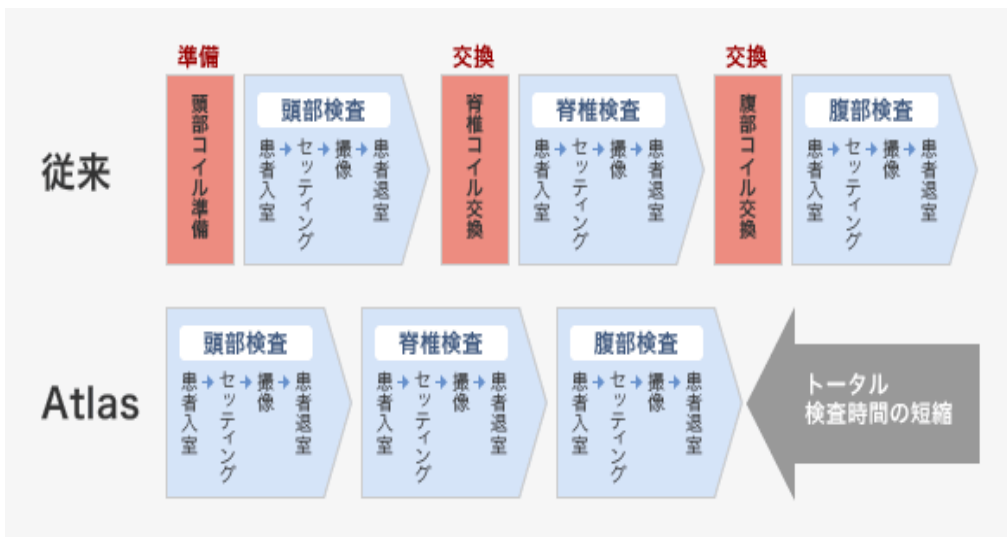 準備
交換
交換
従来
頭部コイル準備
頭部検査
患者入室→セッティング→撮像→患者退室
脊椎コイル交換
脊椎検査
患者入室→セッティング→撮像→患者退室
腹部コイル交換
腹部検査
患者入室→セッティング→撮像→患者退室
Atlas
頭部検査
患者入室→セッティング→撮像→患者退室
脊椎検査
患者入室→セッティング→撮像→患者退室
腹部検査
患者入室→セッティング→撮像→患者退室
トータル
検査時間の短縮